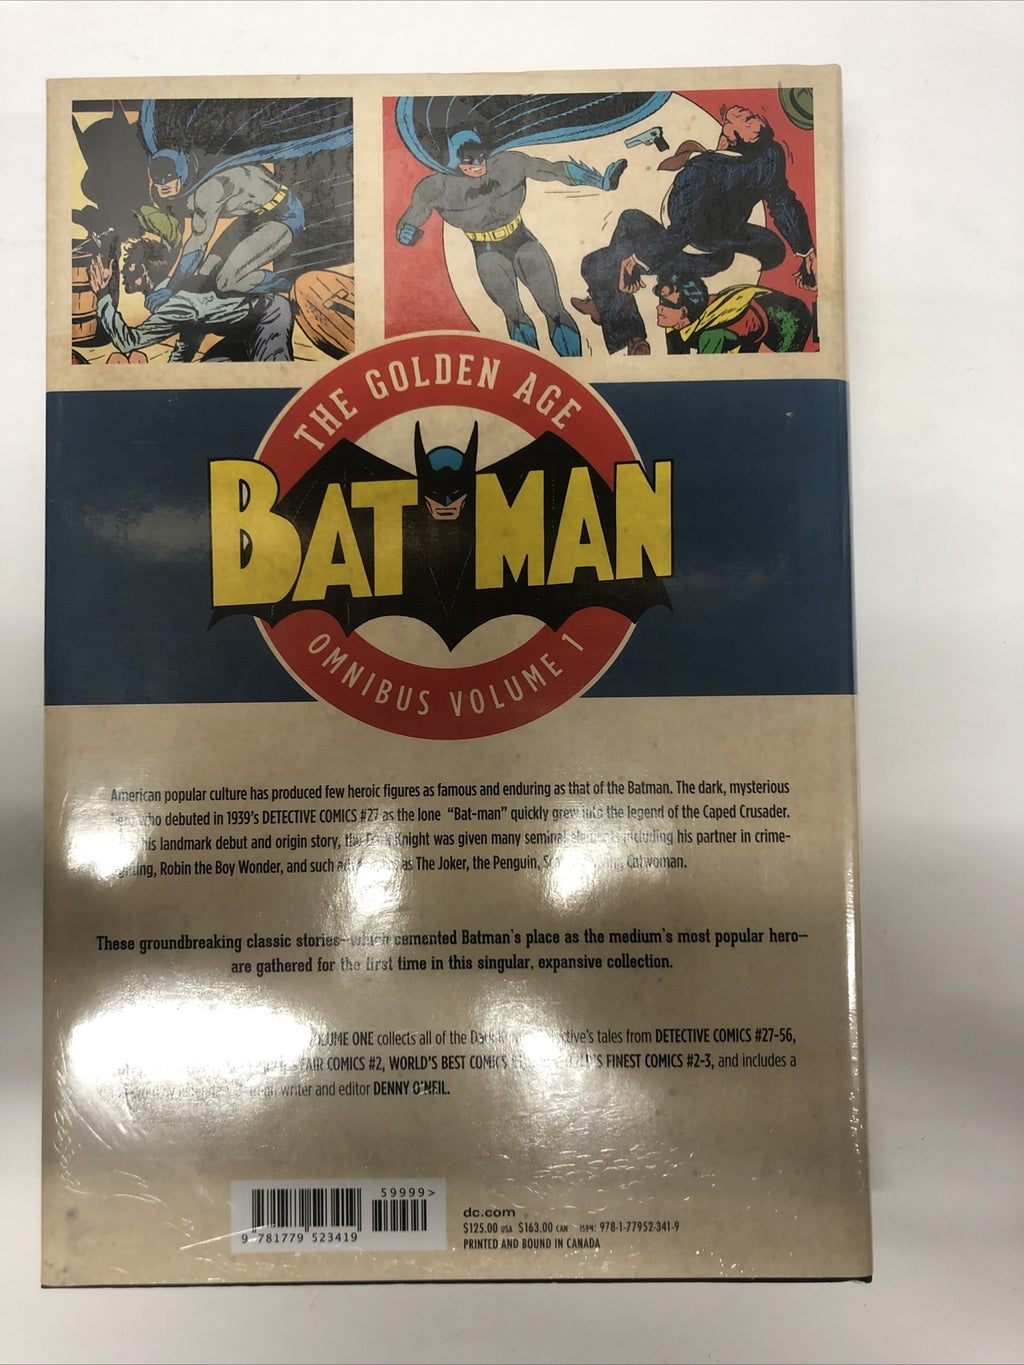 THE GOLDEN AGE
BATMAN
OMNIBUS VOLUME 1
American popular culture has produced few heroic figures as famous and enduring as that of the Batman. The dark, mysterious
who debuted in 1939's DETECTIVE COMICS #27 as the lone "Bat-man" quickly grew into the legend of the Caped Crusader.
his landmark debut and origin story, the Dark Knight was given many seminal elements including his partner in crime-
Robin the Boy Wonder, and such as The Joker, the Penguin, Catwoman.
These groundbreaking classic stories—which cemented Batman's place as the medium's most popular hero—
are gathered for the first time in this singular, expansive collection.
VOLUME ONE collects all of the Dark tales from DETECTIVE COMICS #27-56,
FAIR COMICS #2, WORLD'S BEST COMICS FINEST COMICS #2-3, and includes a
writer and editor DENNY O'NEIL.
59999>
9 781779 523419
dc.com
$125.00 USA $163.00 CAN ISBN: 978-1-77952-341-9
PRINTED AND BOUND IN CANADA